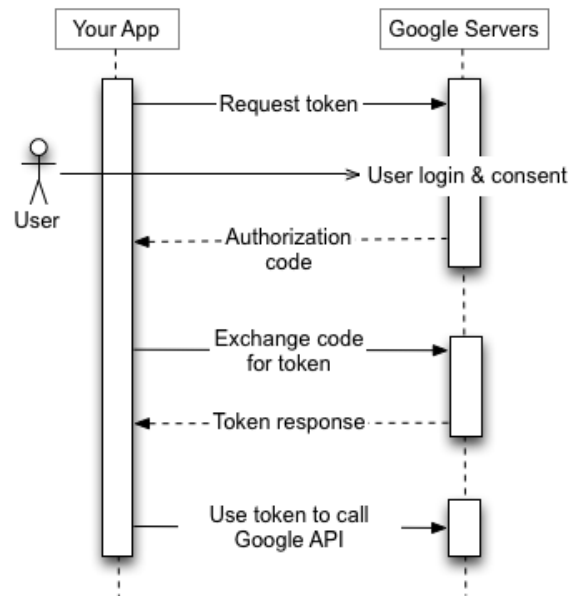 Your App
Google Servers
Request token
User login & consent
User
Authorization
code
Exchange code
for token
Token response
Use token to call
Google API